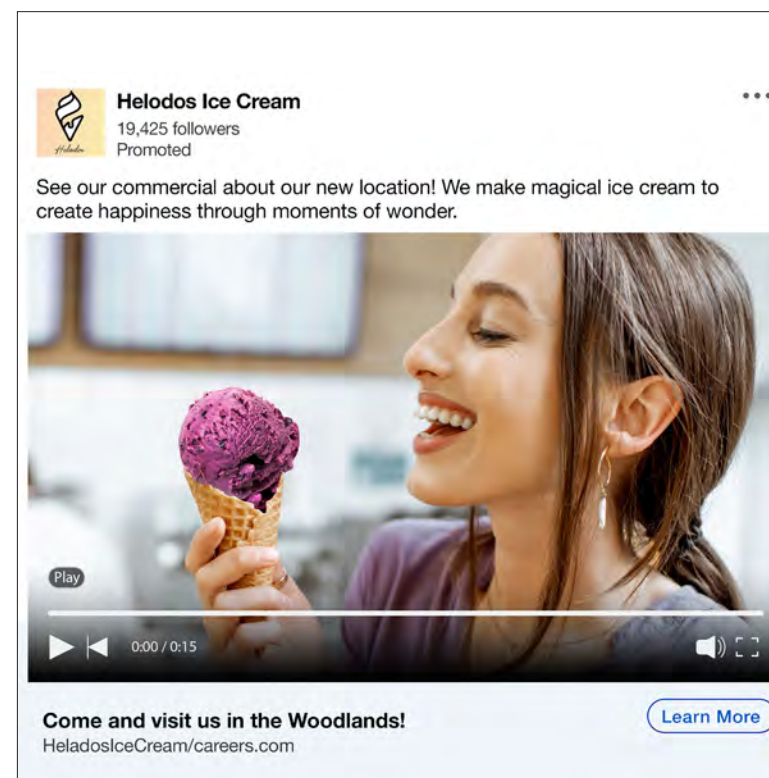 Helodos Ice Cream
19,425 followers
Promoted
Helados
See our commercial about our new location! We make magical ice cream to
create happiness through moments of wonder.
Play
0:00 / 0:15
Come and visit us in the Woodlands!
Learn More
HeladosIceCream/careers.com